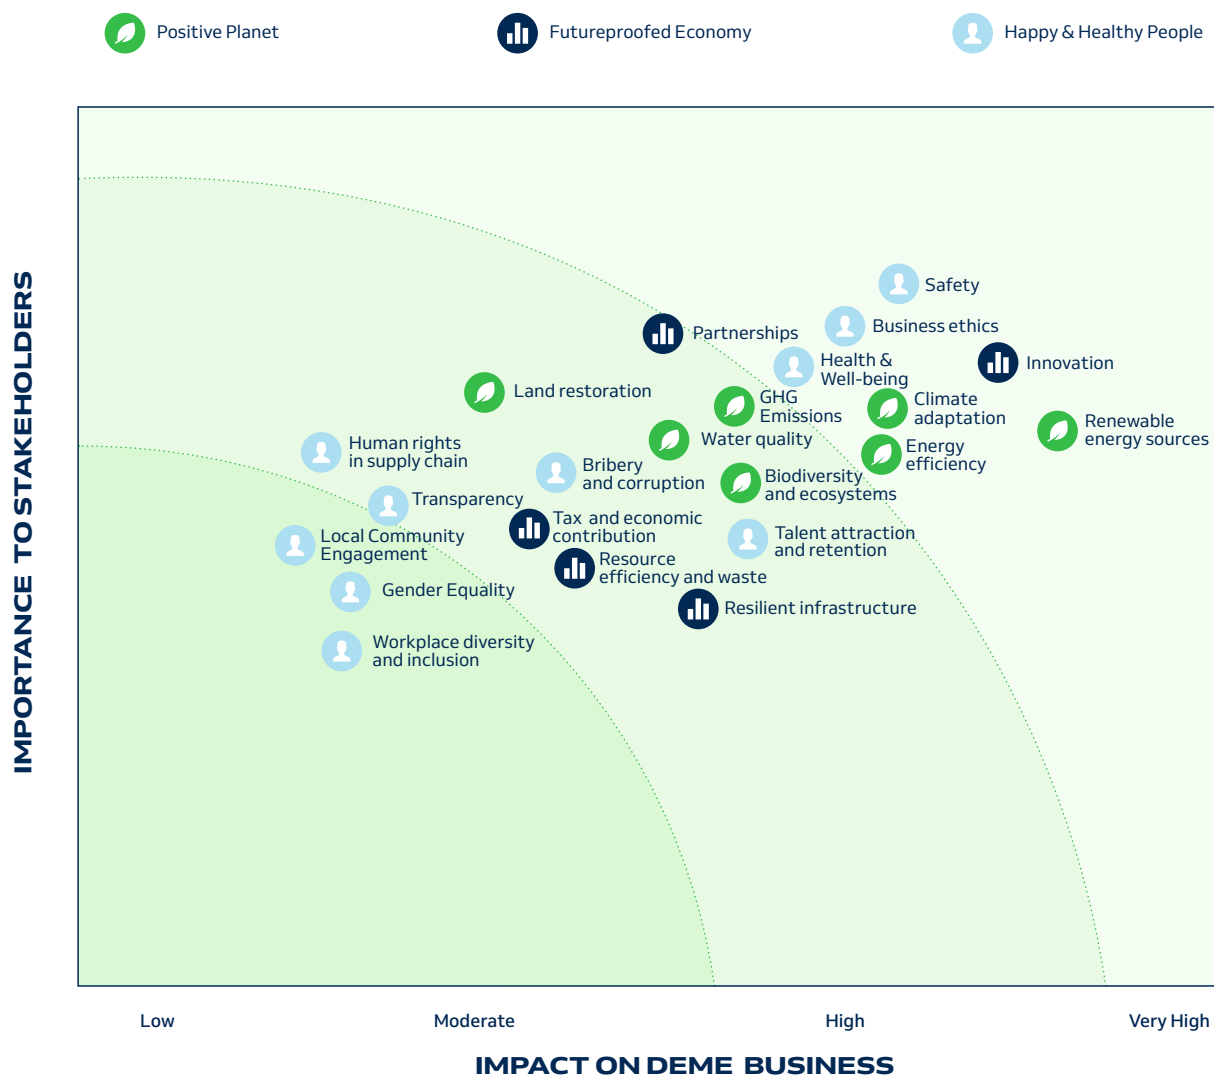 Positive Planet
Futureproofed Economy
Happy & Healthy People
IMPORTANCE TO STAKEHOLDERS
Safety
Business ethics
Partnerships
Health &
Well-being
Innovation
Land restoration
GHG
Emissions
Climate
adaptation
Renewable
energy sources
Water quality
Human rights
in supply chain
Energy
efficiency
Bribery
and corruption
Biodiversity
and ecosystems
Transparency
Tax and economic
contribution
Talent attraction
and retention
Local Community
Engagement
Resource
efficiency and waste
Gender Equality
Resilient infrastructure
Workplace diversity
and inclusion
Low
Moderate
High
Very High
IMPACT ON DEME BUSINESS